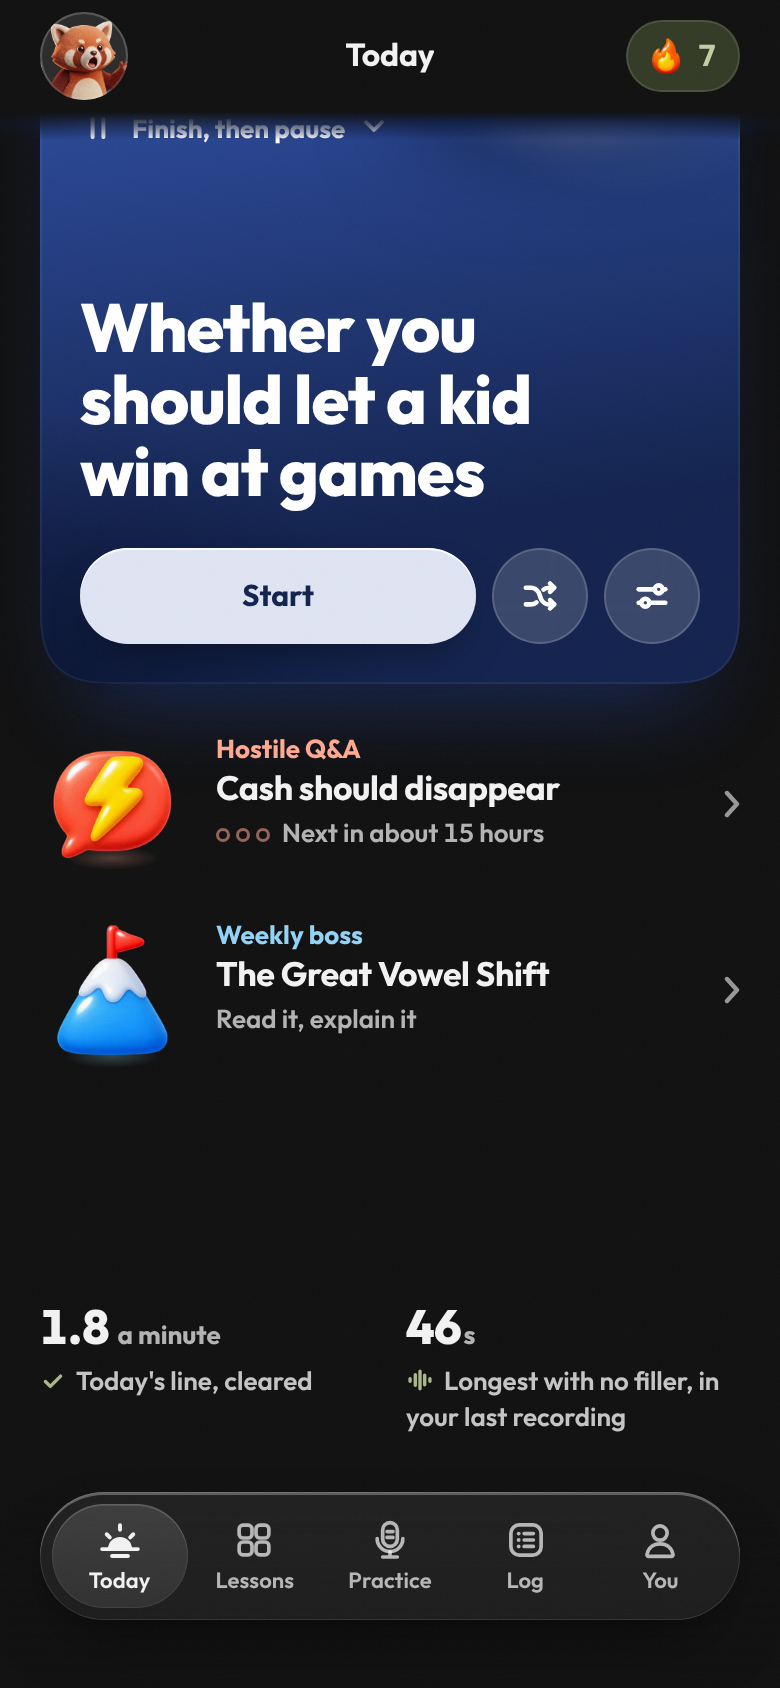 Today
7
Finish, then pause
Whether you
should let a kid
win at games
Start
Hostile Q&A
Cash should disappear
Next in about 15 hours
Weekly boss
The Great Vowel Shift
Read it, explain it
1.8 a minute
Today's line, cleared
46s
Longest with no filler, in
your last recording
Today
Lessons
Practice
Log
You